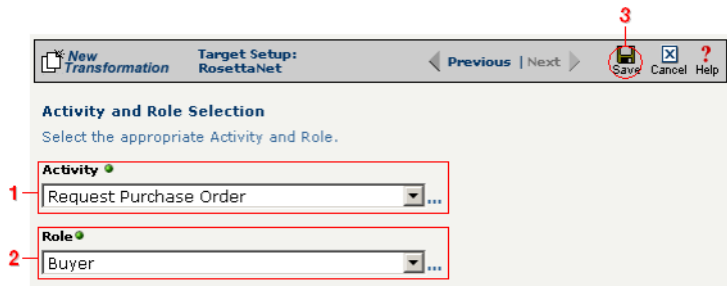 3
New Transformation
Target Setup: RosettaNet
Previous | Next
Save Cancel Help
Activity and Role Selection
Select the appropriate Activity and Role.
Activity
1
Request Purchase Order ...
Role
2
Buyer ...